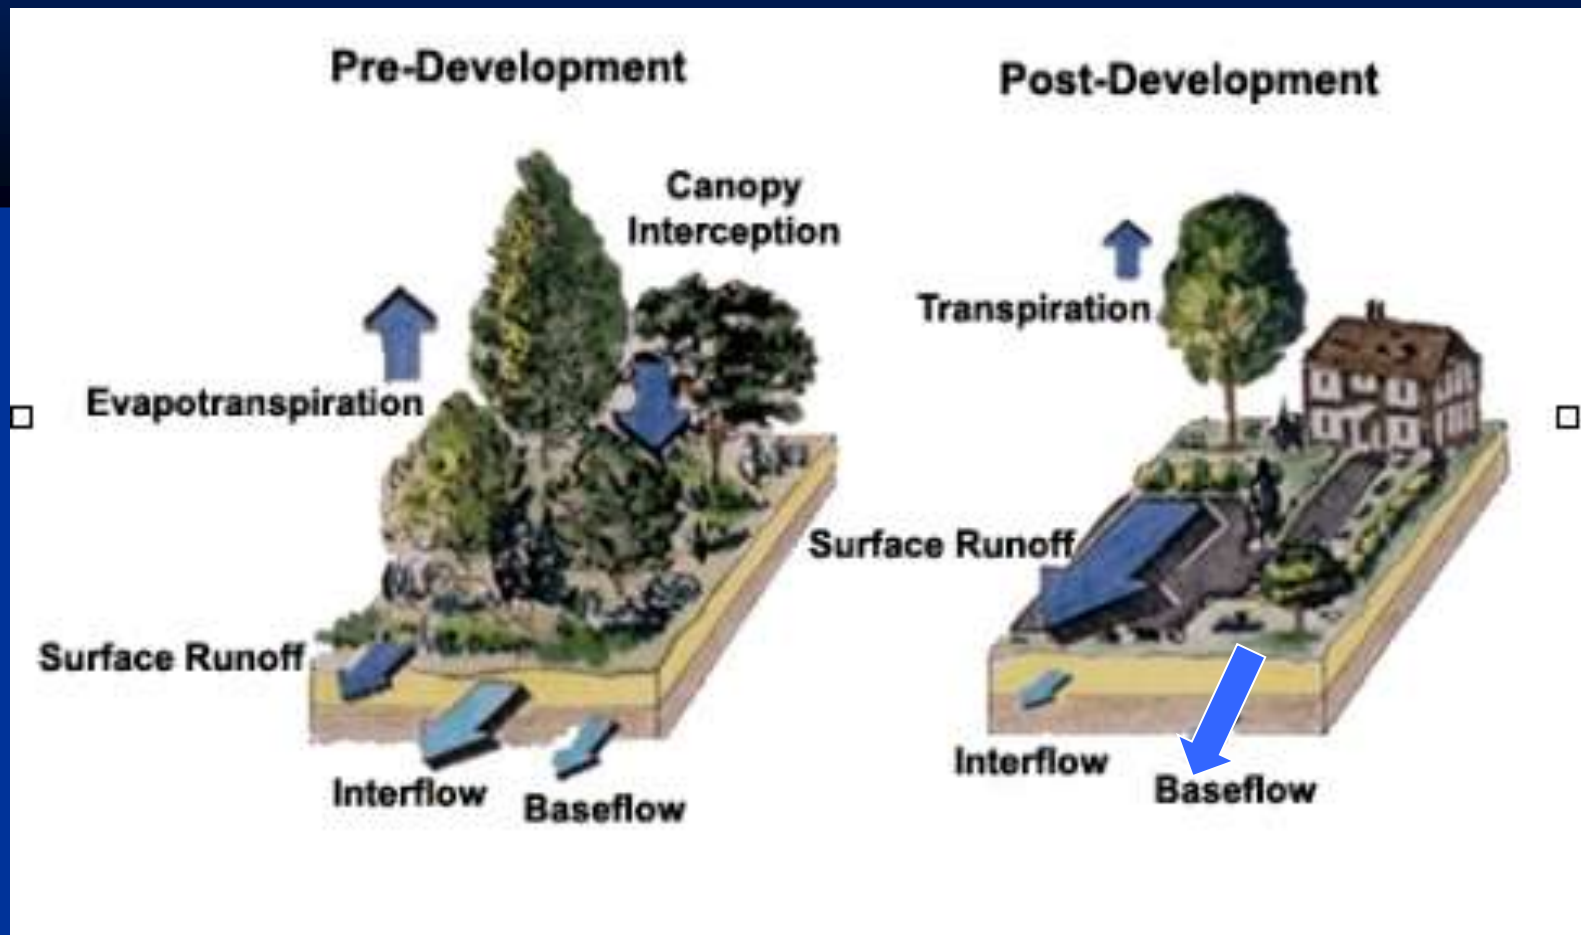 Pre-Development
Canopy
Interception
Evapotranspiration
Surface Runoff
Interflow
Baseflow
Post-Development
Transpiration
Surface Runoff
Interflow
Baseflow